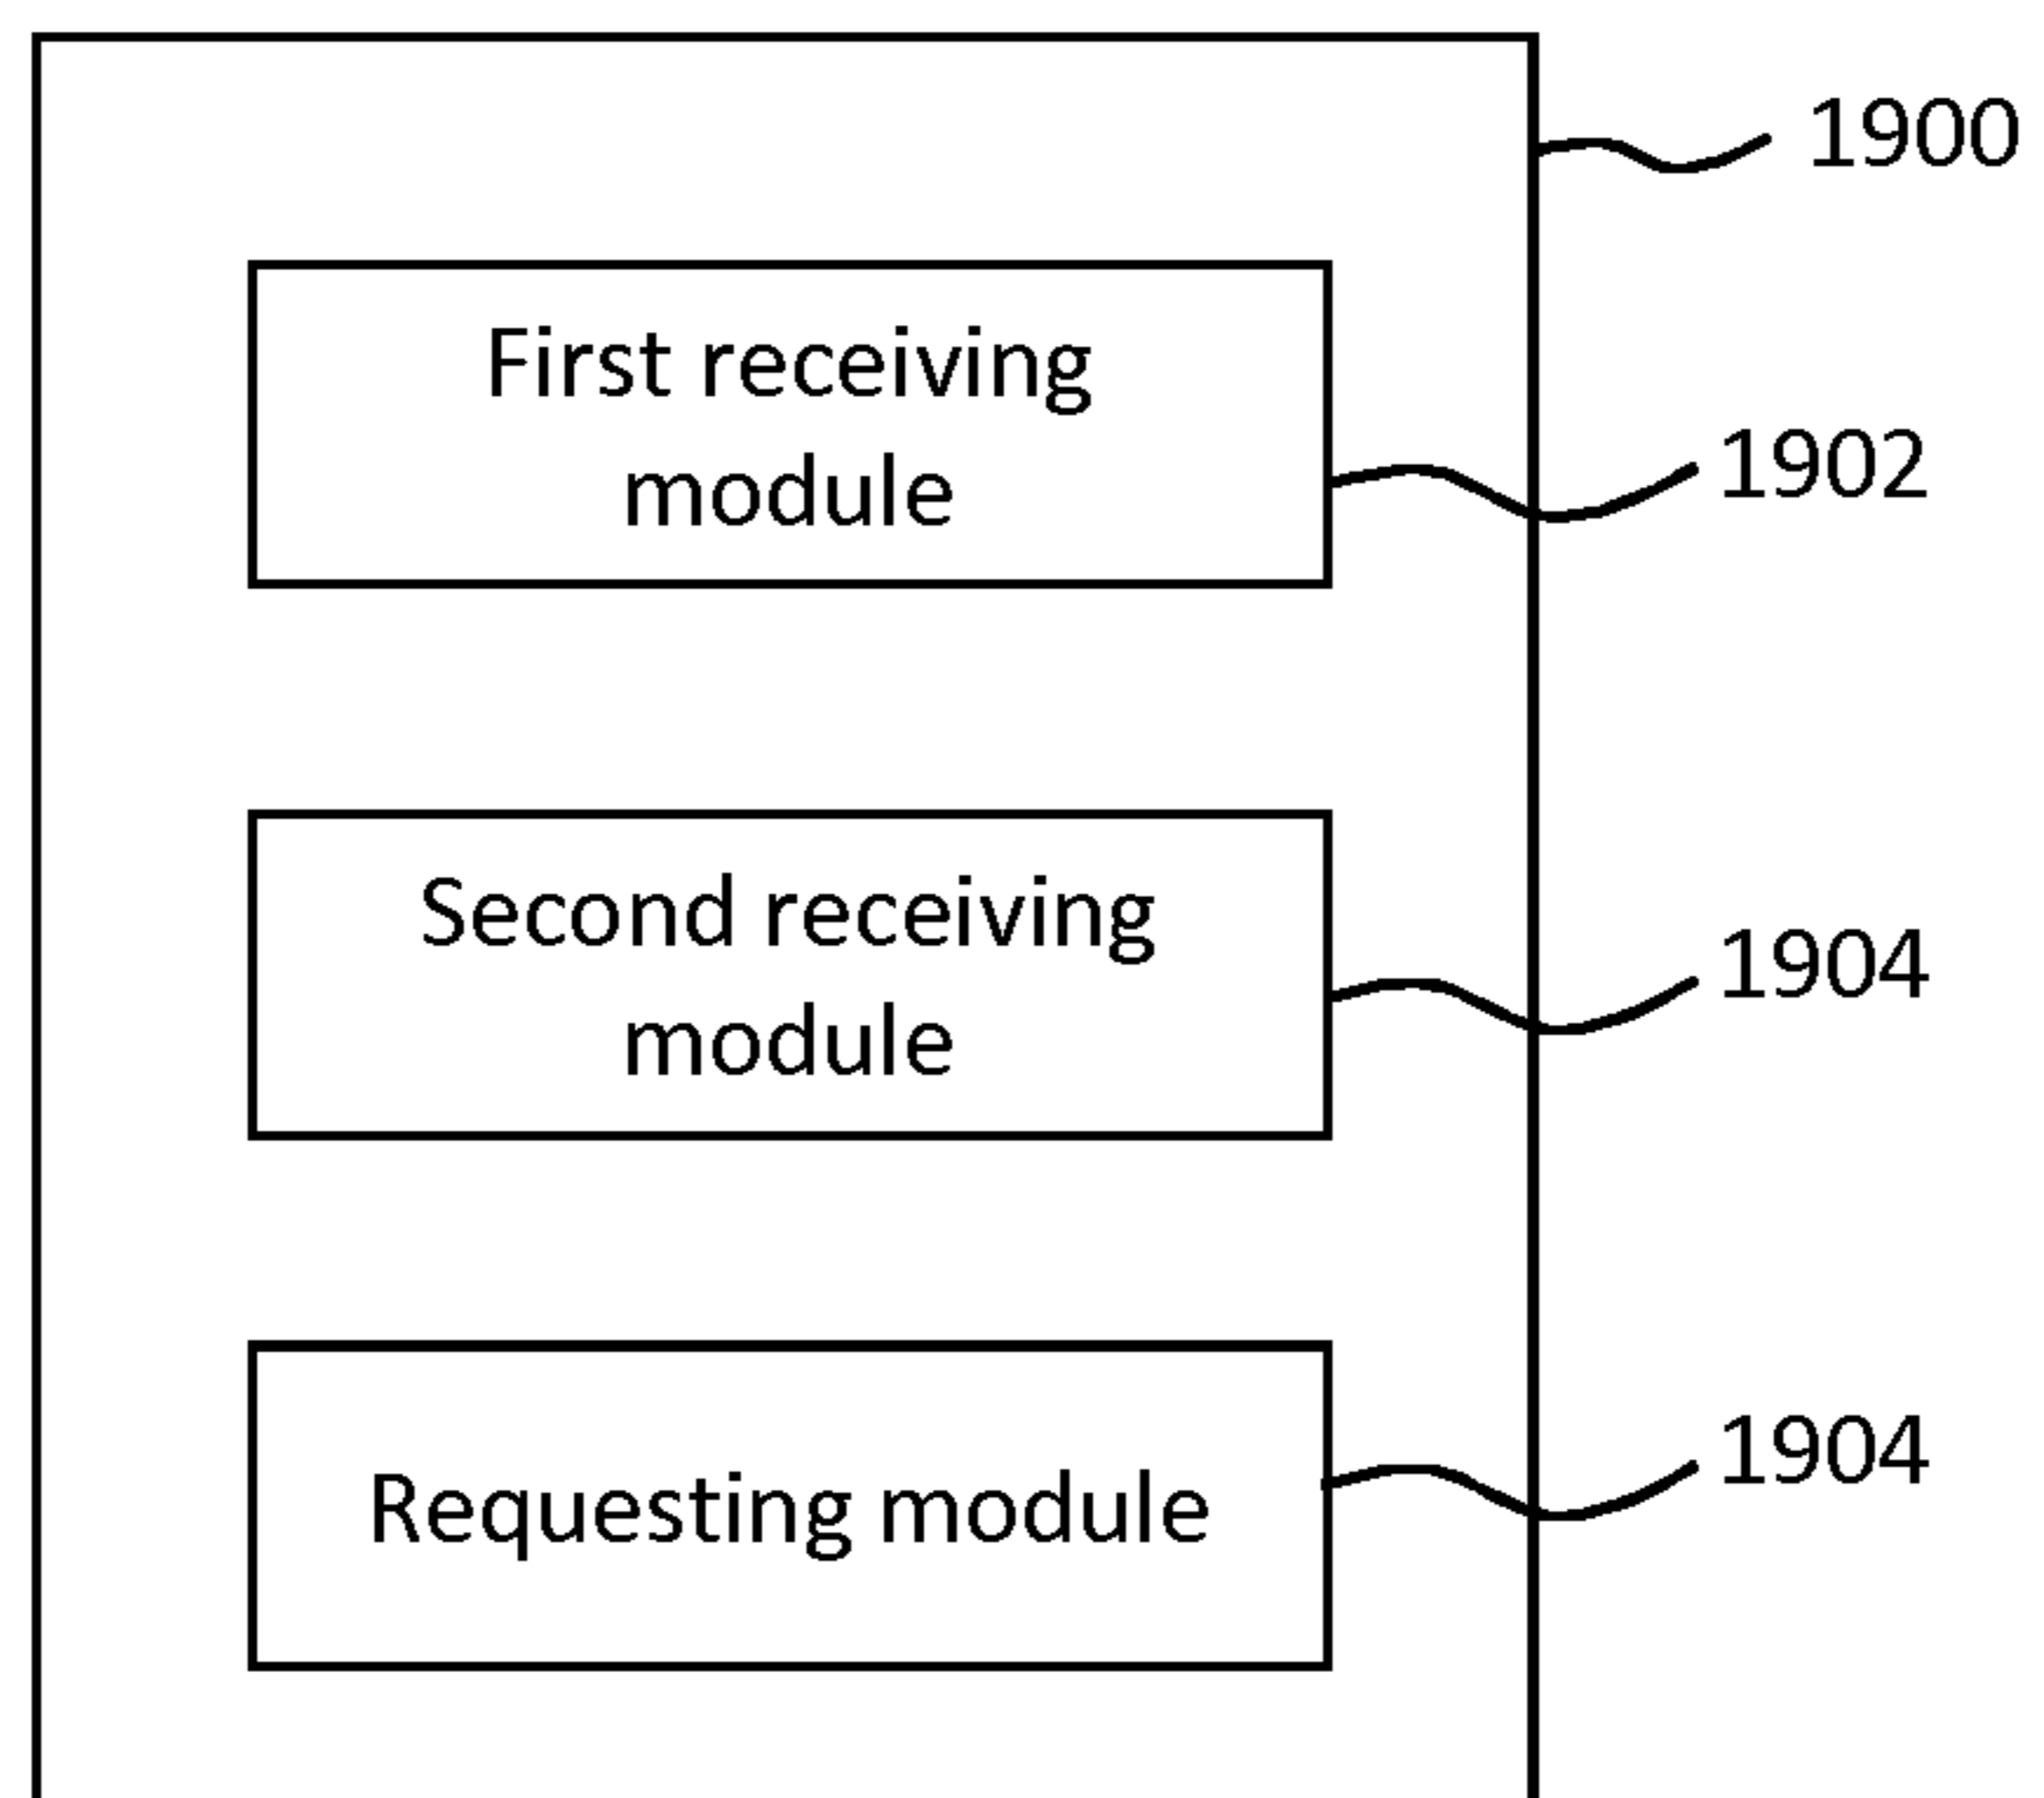 1900
First receiving
module
1902
Second receiving
module
1904
Requesting module
1904